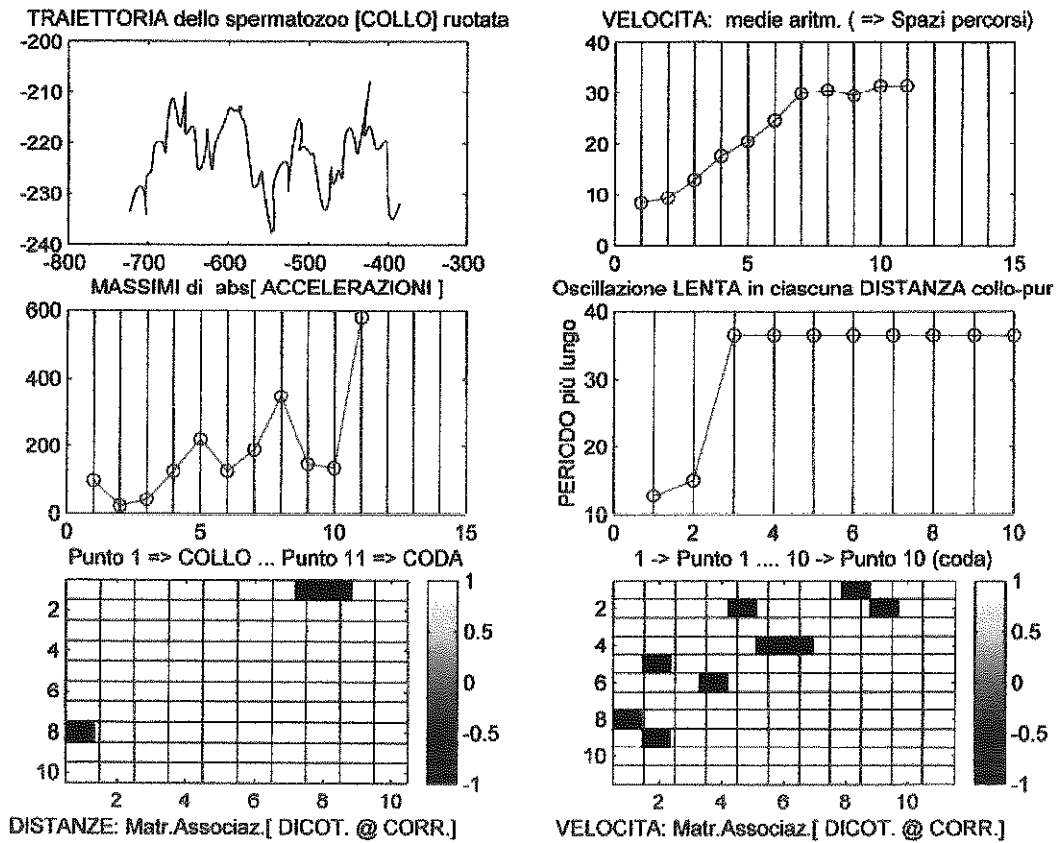 TRAIETTORIA dello spermatozoo [COLLO] ruotata
-200
-210
-220
-230
-240
-800 -700 -600 -500 -400 -300
VELOCITA: medie aritm. ( => Spazi percorsi)
40
30
20
10
0
0 5 10 15
MASSIMI di abs[ ACCELERAZIONI ]
600
400
200
0
0 5 10 15
Punto 1 => COLLO ... Punto 11 => CODA
Oscillazione LENTA in ciascuna DISTANZA collo-pur
PERIODO più lungo
40
30
20
10
0 2 4 6 8 10
1 -> Punto 1 .... 10 -> Punto 10 (coda)
2
4
6
8
10
2 4 6 8 10
1
0.5
0
-0.5
-1
DISTANZE: Matr.Associaz.[ DICOT. @ CORR.]
2
4
6
8
10
2 4 6 8 10
1
0.5
0
-0.5
-1
VELOCITA: Matr.Associaz.[ DICOT. @ CORR.]